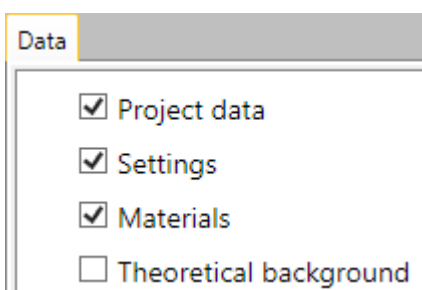 Data
Project data
Settings
Materials
Theoretical background